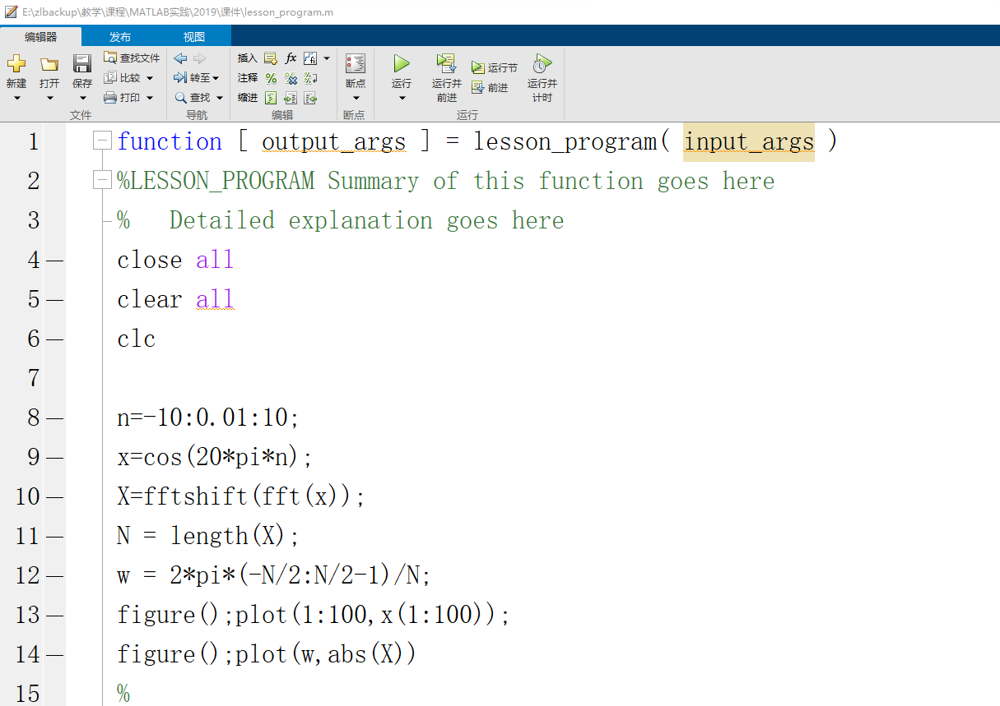 E:\zlbackup\教学\课程\MATLAB实践\2019\课件\lesson_program.m
编辑器 发布 视图
新建 打开 保存 查找文件 比较 打印 文件
转至 查找 导航
插入 fx fi
注释 % %
缩进 编辑
断点 断点
运行 运行并前进 运行节 前进 运行并计时 运行
1 function [ output_args ] = lesson_program( input_args )
2 %LESSON_PROGRAM Summary of this function goes here
3 %   Detailed explanation goes here
4 close all
5 clear all
6 clc
7
8 n=-10:0.01:10;
9 x=cos(20*pi*n);
10 X=fftshift(fft(x));
11 N = length(X);
12 w = 2*pi*(-N/2:N/2-1)/N;
13 figure();plot(1:100,x(1:100));
14 figure();plot(w,abs(X))
15 %